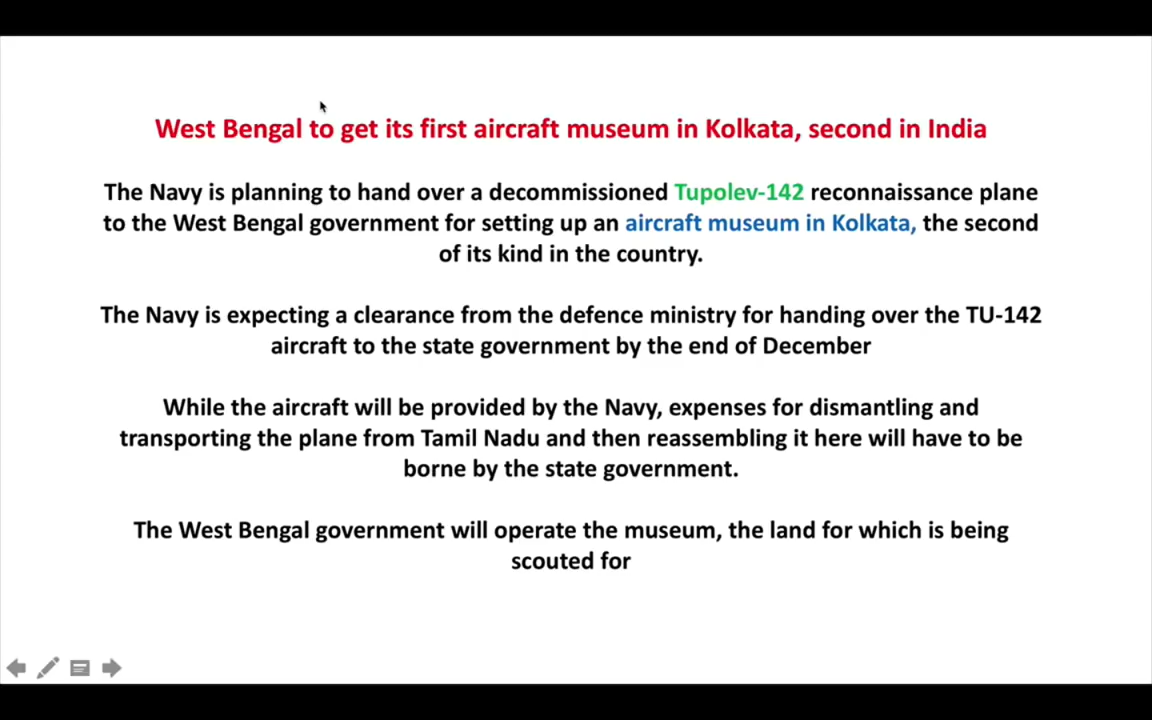 West Bengal to get its first aircraft museum in Kolkata, second in India
The Navy is planning to hand over a decommissioned Tupolev-142 reconnaissance plane
to the West Bengal government for setting up an aircraft museum in Kolkata, the second
of its kind in the country.
The Navy is expecting a clearance from the defence ministry for handing over the TU-142
aircraft to the state government by the end of December
While the aircraft will be provided by the Navy, expenses for dismantling and
transporting the plane from Tamil Nadu and then reassembling it here will have to be
borne by the state government.
The West Bengal government will operate the museum, the land for which is being
scouted for